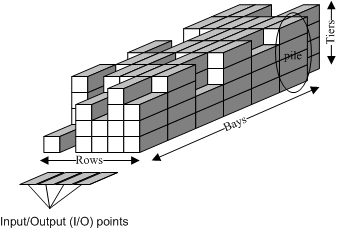 Tiers
pile
Bays
Rows
Input/Output (I/O) points